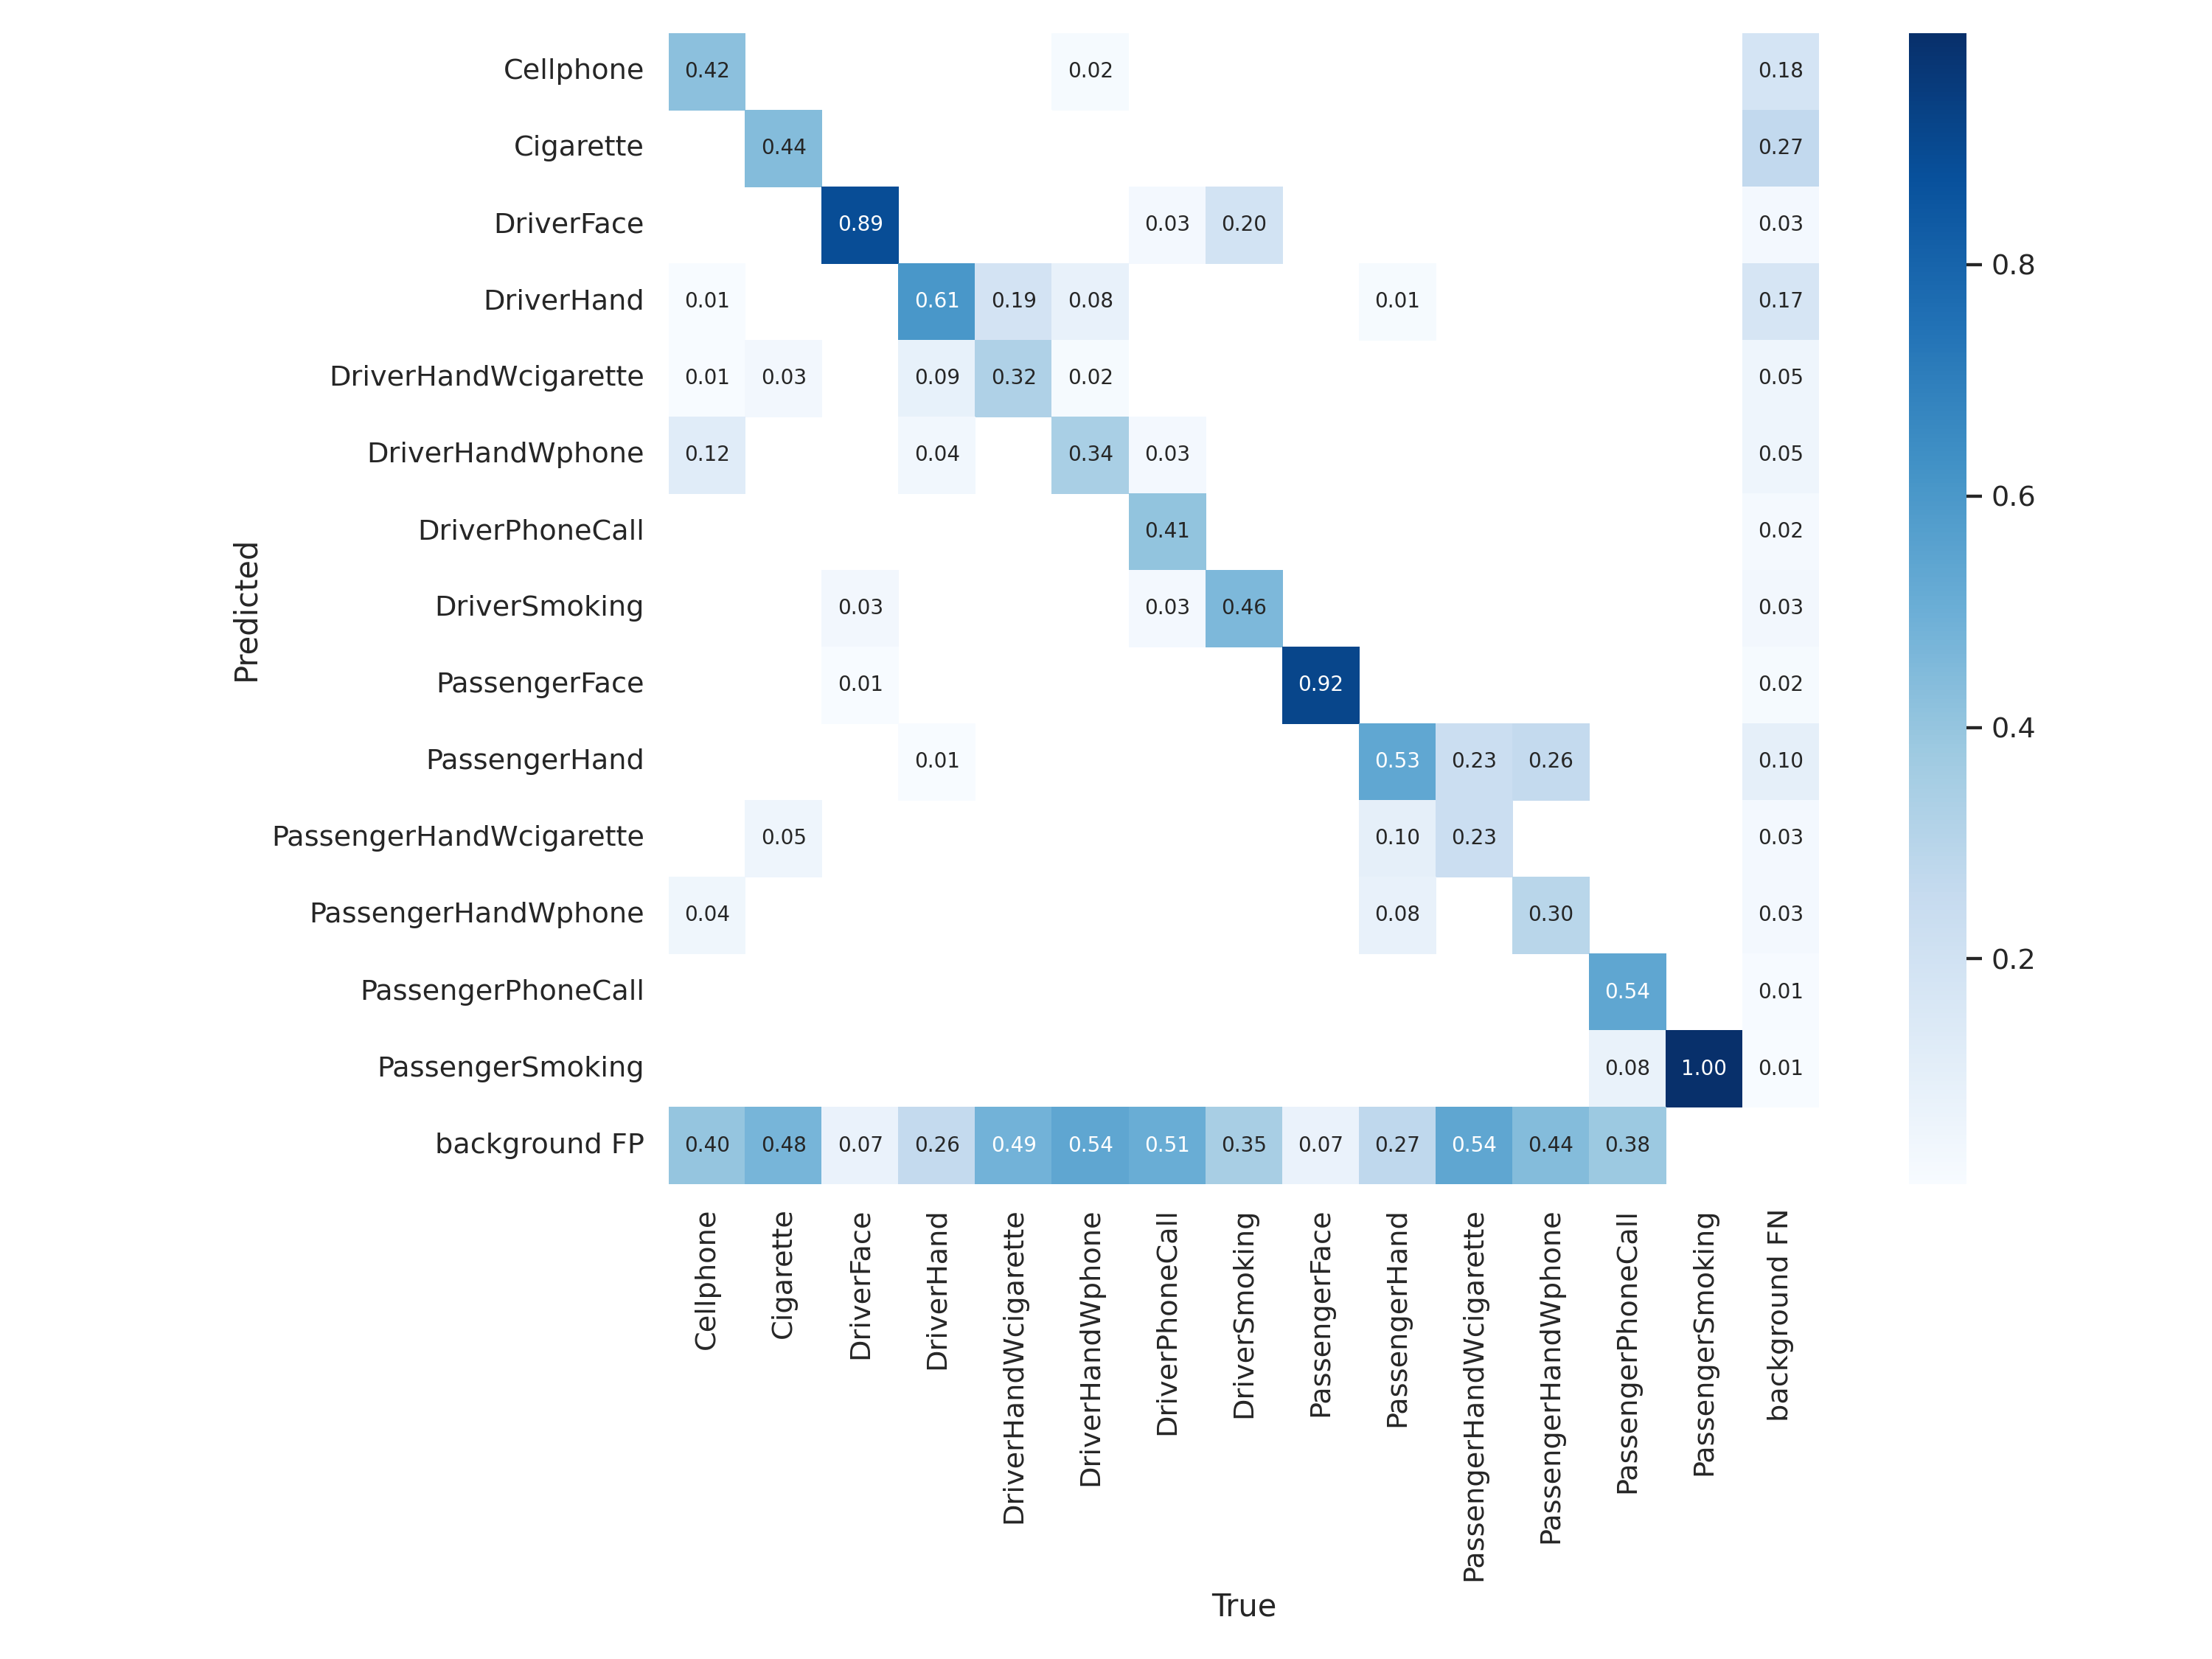 Cellphone 0.42 0.02 0.18
Cigarette 0.44 0.27
DriverFace 0.89 0.03 0.20 0.03
DriverHand 0.01 0.61 0.19 0.08 0.01 0.17
DriverHandWcigarette 0.01 0.03 0.09 0.32 0.02 0.05
DriverHandWphone 0.12 0.04 0.34 0.03 0.05
DriverPhoneCall 0.41 0.02
DriverSmoking 0.03 0.03 0.46 0.03
PassengerFace 0.01 0.92 0.02
PassengerHand 0.01 0.53 0.23 0.26 0.10
PassengerHandWcigarette 0.05 0.10 0.23 0.03
PassengerHandWphone 0.04 0.08 0.30 0.03
PassengerPhoneCall 0.54 0.01
PassengerSmoking 0.08 1.00 0.01
background FP 0.40 0.48 0.07 0.26 0.49 0.54 0.51 0.35 0.07 0.27 0.54 0.44 0.38
Predicted
Cellphone
Cigarette
DriverFace
DriverHand
DriverHandWcigarette
DriverHandWphone
DriverPhoneCall
DriverSmoking
PassengerFace
PassengerHand
PassengerHandWcigarette
PassengerHandWphone
PassengerPhoneCall
PassengerSmoking
background FN
True
0.8
0.6
0.4
0.2